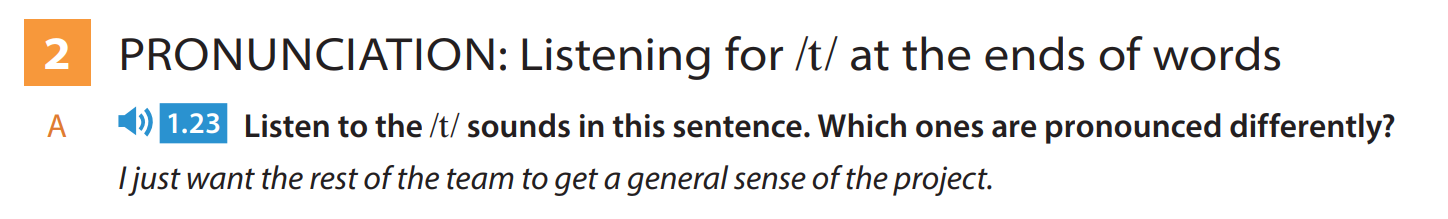 2 PRONUNCIATION: Listening for /t/ at the ends of words
A 1.23 Listen to the /t/ sounds in this sentence. Which ones are pronounced differently?
I just want the rest of the team to get a general sense of the project.